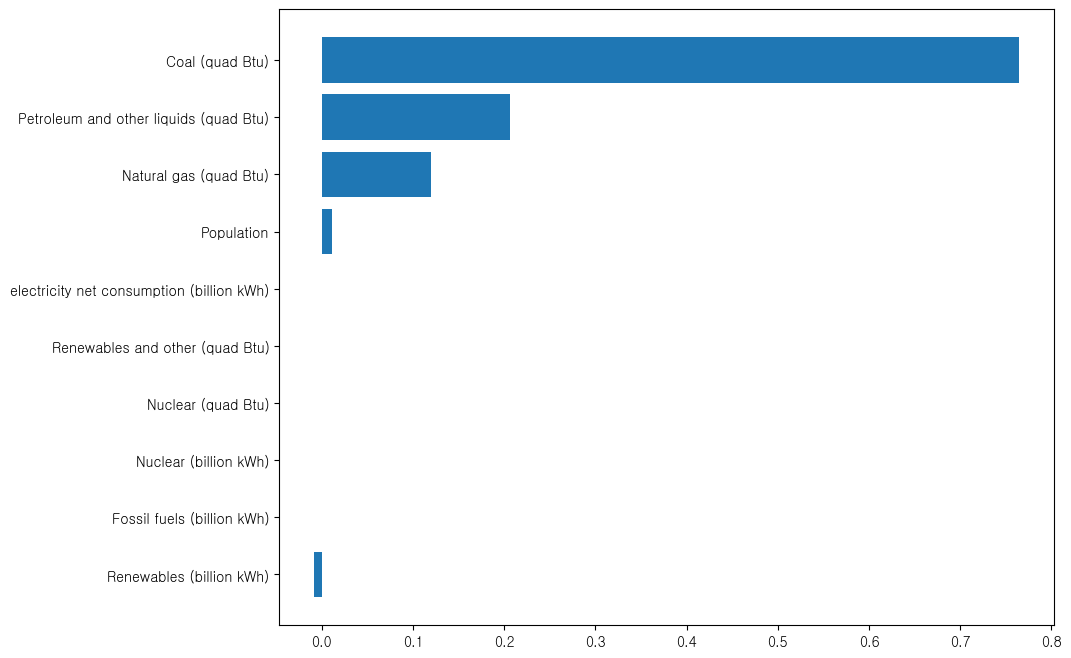 Coal (quad Btu)
Petroleum and other liquids (quad Btu)
Natural gas (quad Btu)
Population
electricity net consumption (billion kWh)
Renewables and other (quad Btu)
Nuclear (quad Btu)
Nuclear (billion kWh)
Fossil fuels (billion kWh)
Renewables (billion kWh)
0.0 0.1 0.2 0.3 0.4 0.5 0.6 0.7 0.8